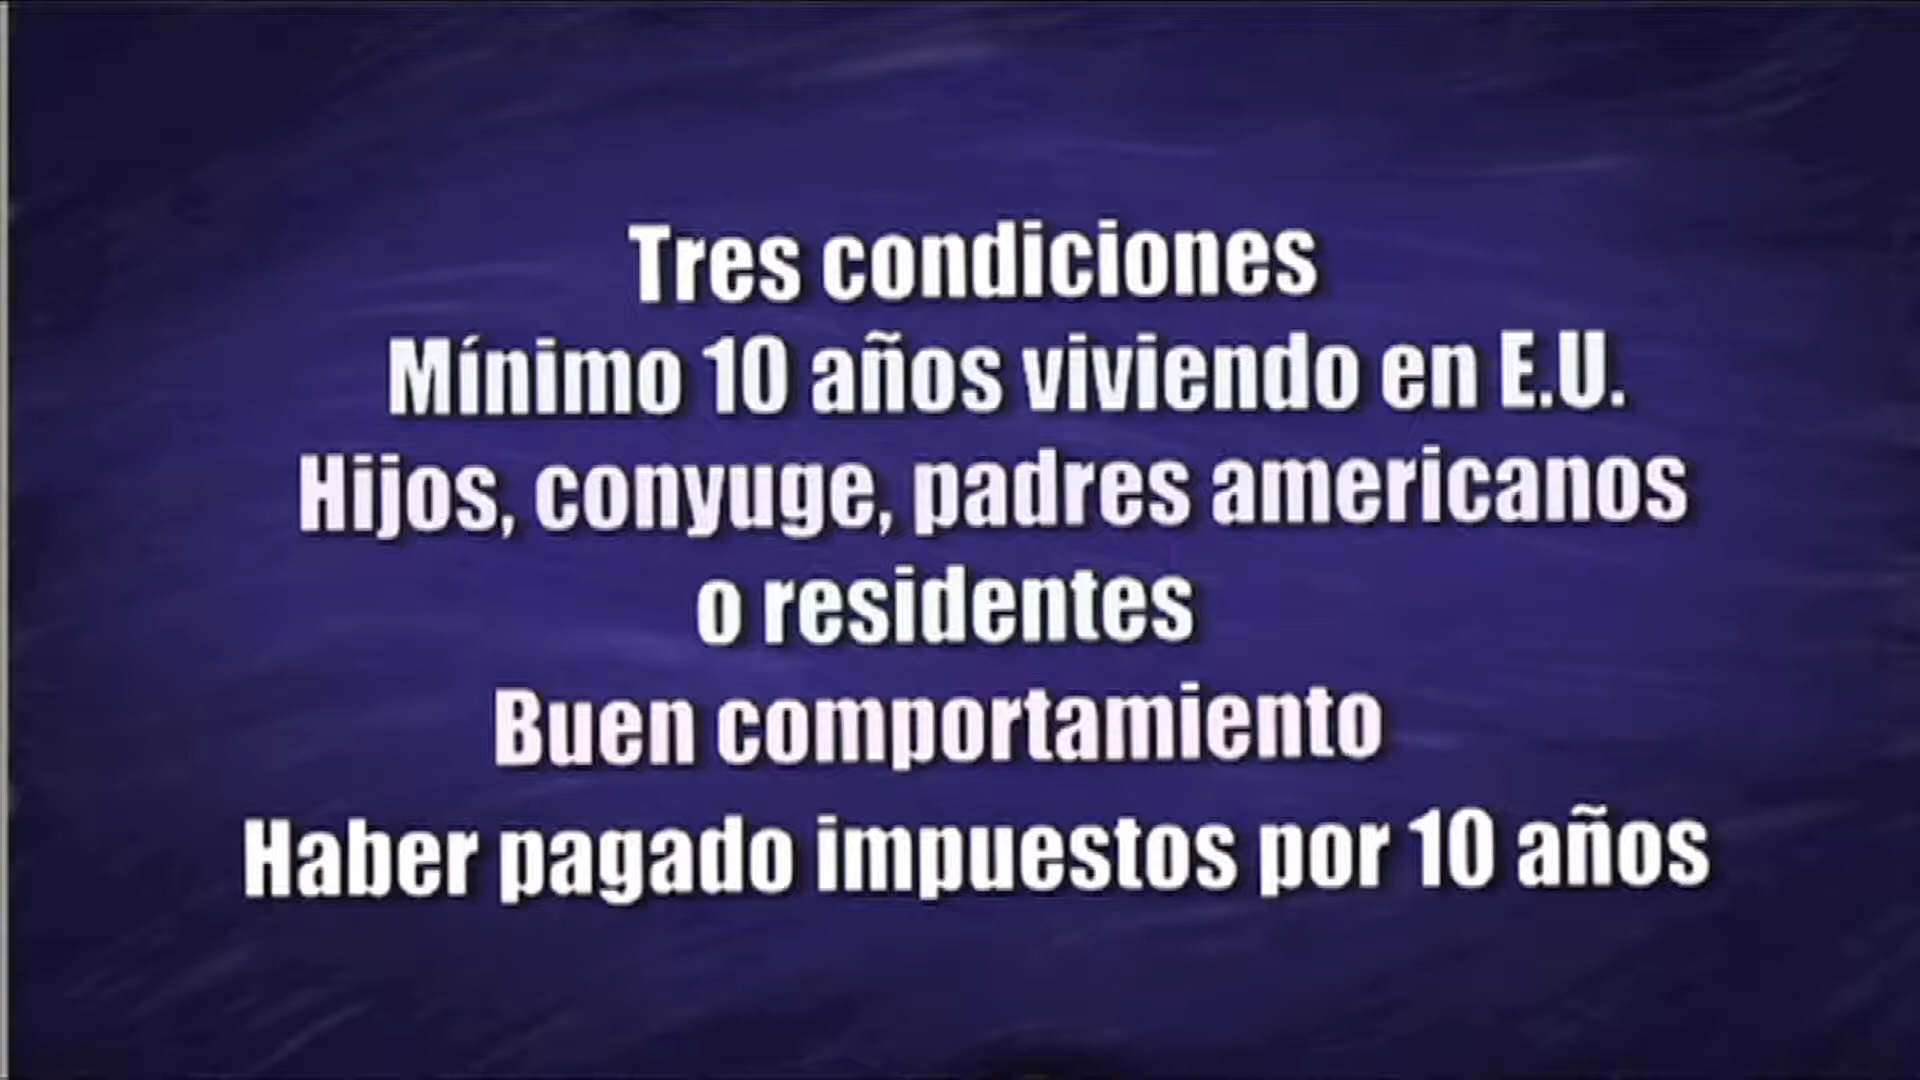 Tres condiciones
Mínimo 10 años viviendo en E.U.
Hijos, conyuge, padres americanos
o residentes
Buen comportamiento
Haber pagado impuestos por 10 años